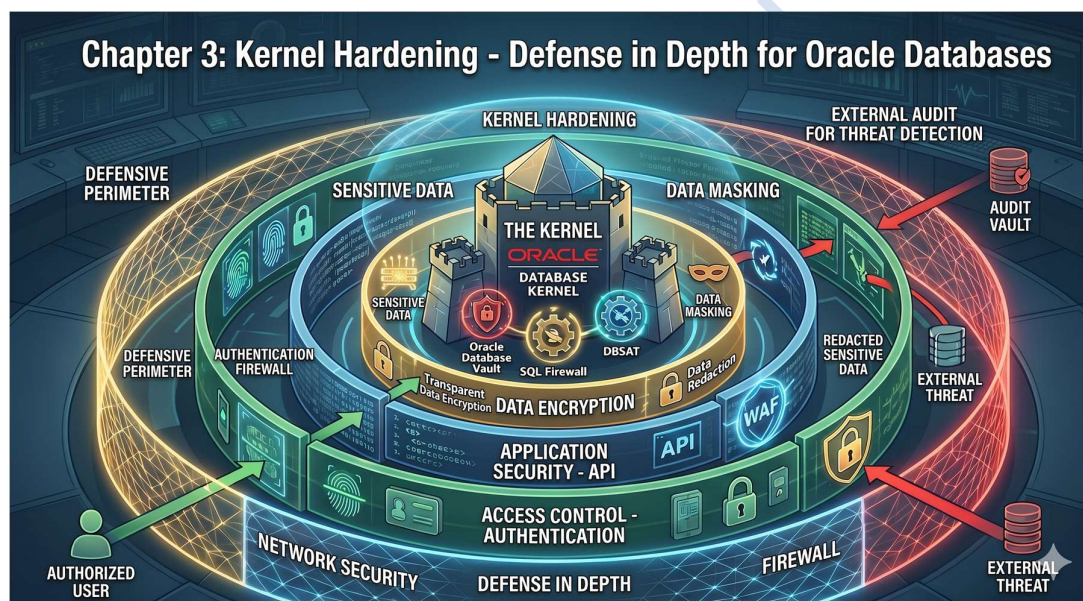 Chapter 3: Kernel Hardening - Defense in Depth for Oracle Databases
KERNEL HARDENING
EXTERNAL AUDIT
FOR THREAT DETECTION
DEFENSIVE
PERIMETER
SENSITIVE DATA
DATA MASKING
AUDIT
VAULT
THE KERNEL
ORACLE
DATABASE
KERNEL
SENSITIVE
DATA
DATA
MASKING
Oracle
Database
Vault
SQL Firewall
DBSAT
DEFENSIVE
PERIMETER
AUTHENTICATION
FIREWALL
REDACTED
SENSITIVE
DATA
EXTERNAL
THREAT
Transparent
Data Encryption
DATA ENCRYPTION
Data
Redaction
APPLICATION
SECURITY - API
API
WAF
ACCESS CONTROL -
AUTHENTICATION
NETWORK SECURITY
DEFENSE IN DEPTH
FIREWALL
AUTHORIZED
USER
EXTERNAL
THREAT